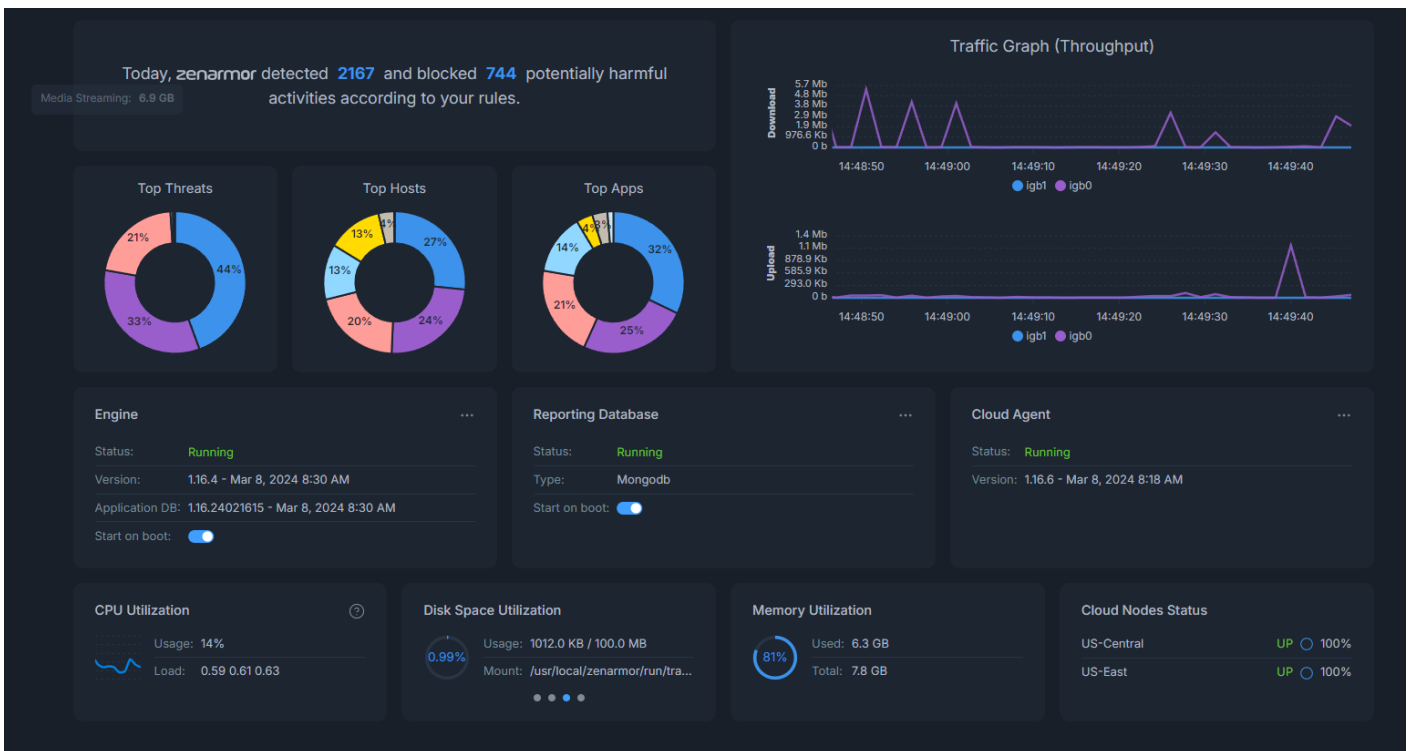 Today, zenarmor detected 2167 and blocked 744 potentially harmful
activities according to your rules.
Media Streaming: 6.9 GB
Traffic Graph (Throughput)
Download
5.7 Mb
4.8 Mb
3.8 Mb
2.9 Mb
1.9 Mb
976.6 Kb
0 b
14:48:50 14:49:00 14:49:10 14:49:20 14:49:30 14:49:40
igb1 igb0
Upload
1.4 Mb
1.1 Mb
878.9 Kb
585.9 Kb
293.0 Kb
0 b
14:48:50 14:49:00 14:49:10 14:49:20 14:49:30 14:49:40
igb1 igb0
Top Threats
21%
44%
33%
Top Hosts
4%
13%
27%
13%
20%
24%
Top Apps
4%
3%
14%
32%
21%
25%
Engine
Status: Running
Version: 1.16.4 - Mar 8, 2024 8:30 AM
Application DB: 1.16.24021615 - Mar 8, 2024 8:30 AM
Start on boot:
Reporting Database
Status: Running
Type: Mongodb
Start on boot:
Cloud Agent
Status: Running
Version: 1.16.6 - Mar 8, 2024 8:18 AM
CPU Utilization
Usage: 14%
Load: 0.59 0.61 0.63
Disk Space Utilization
0.99%
Usage: 1012.0 KB / 100.0 MB
Mount: /usr/local/zenarmor/run/tra...
Memory Utilization
81%
Used: 6.3 GB
Total: 7.8 GB
Cloud Nodes Status
US-Central UP 100%
US-East UP 100%